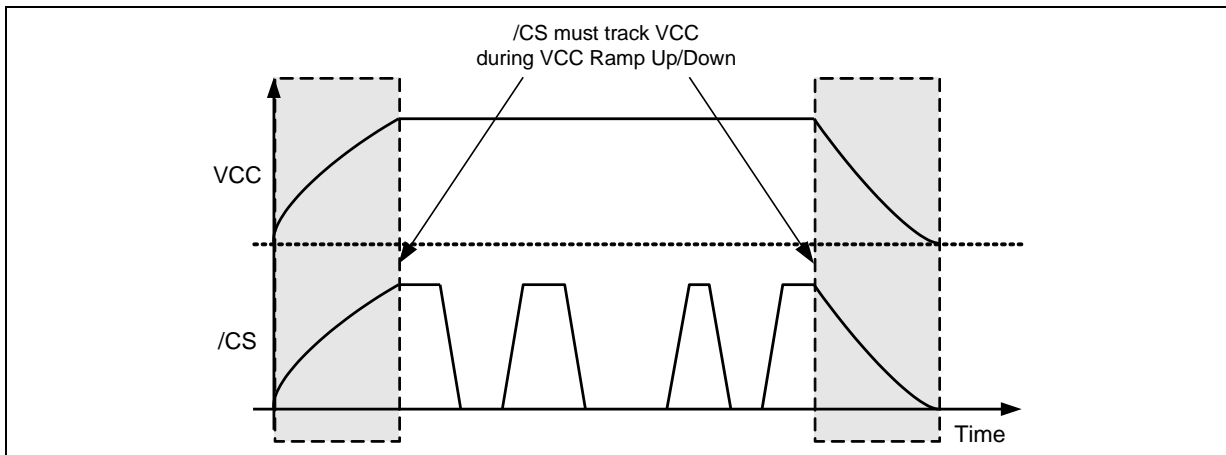 /CS must track VCC
during VCC Ramp Up/Down
VCC
/CS
Time